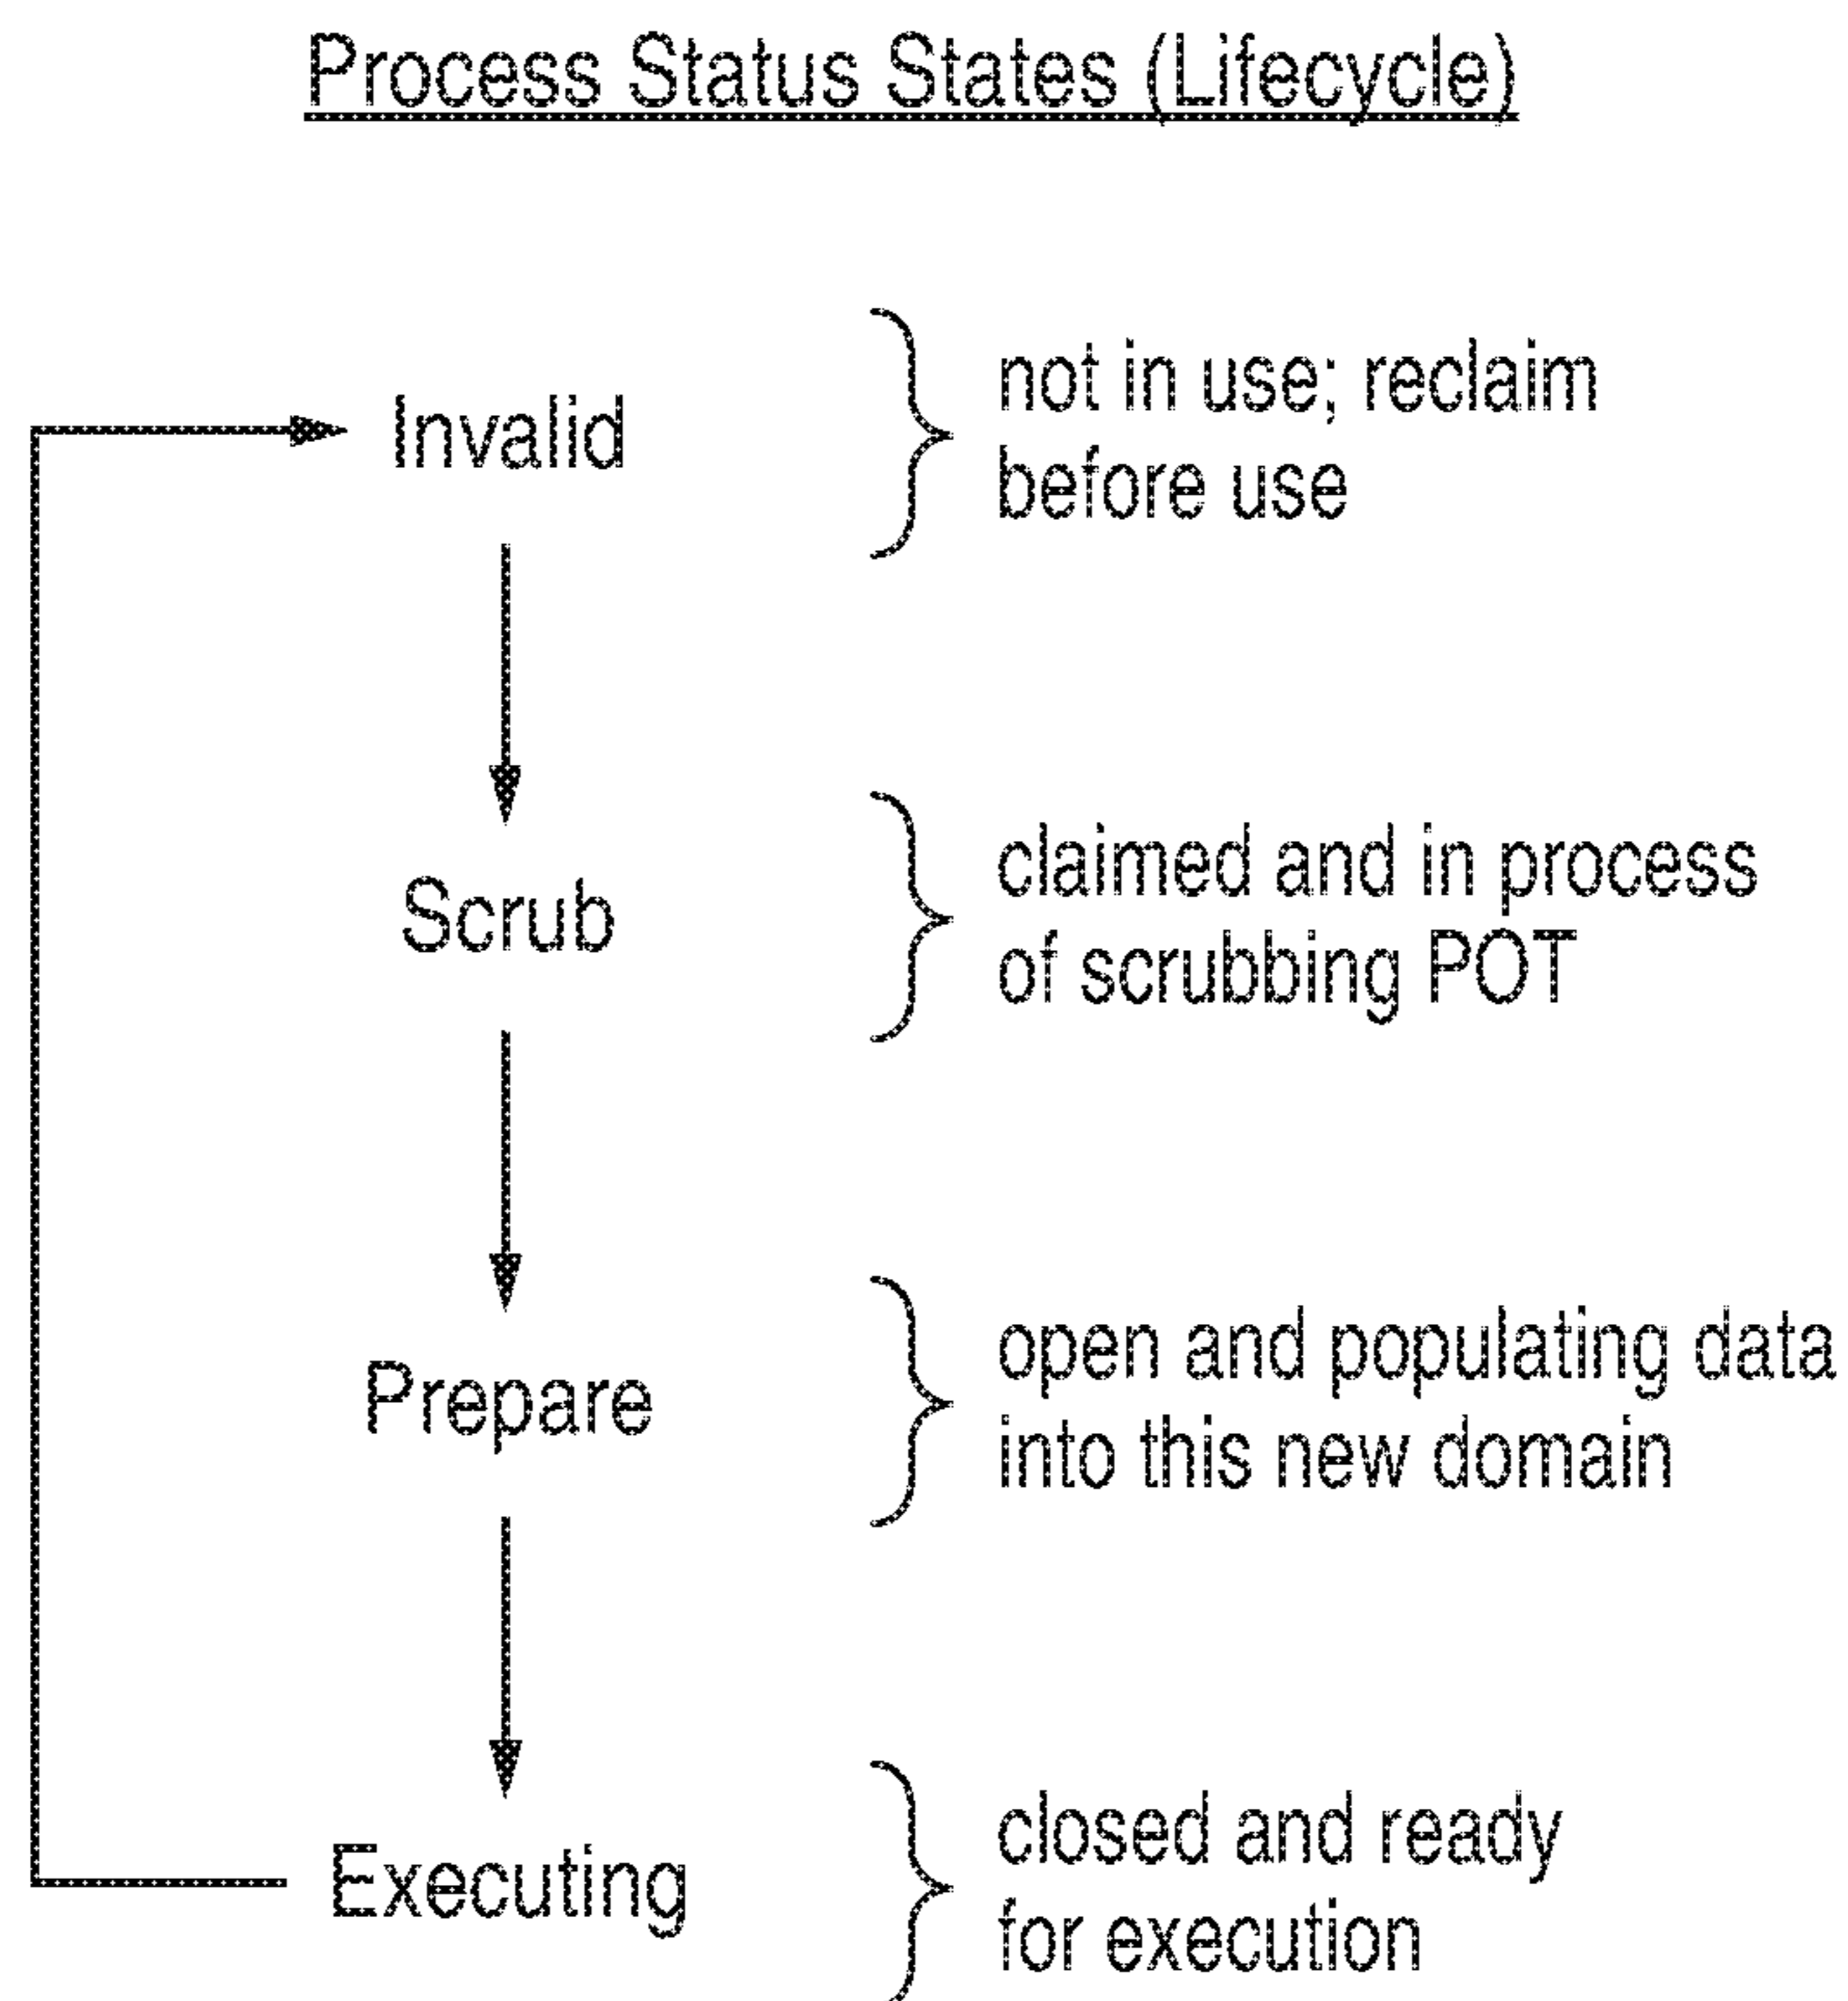 Process Status States (Lifecycle)
Invalid
not in use; reclaim
before use
Scrub
claimed and in process
of scrubbing POT
Prepare
open and populating data
into this new domain
Executing
closed and ready
for execution